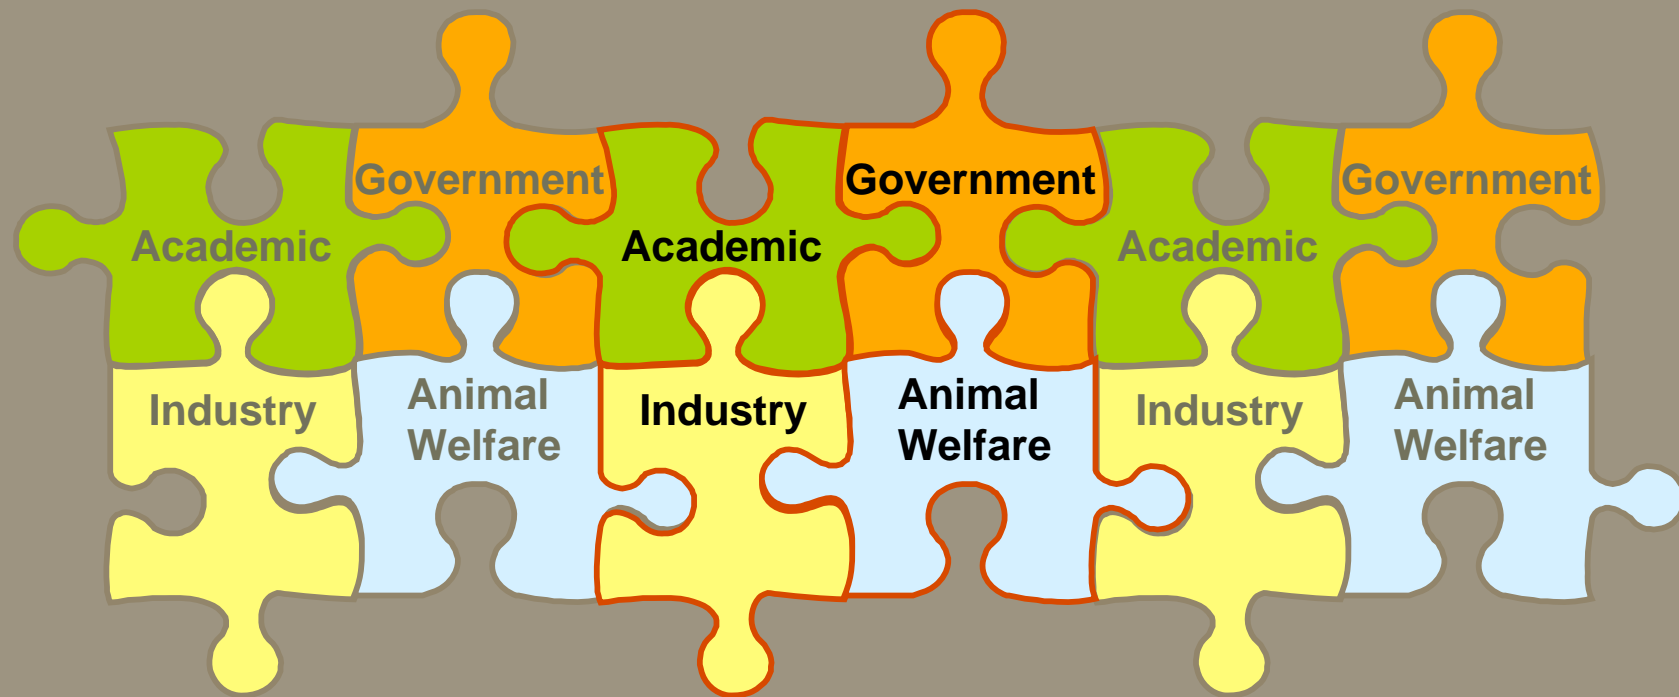 Government
Government
Government
Academic
Academic
Academic
Industry
Animal
Welfare
Industry
Animal
Welfare
Industry
Animal
Welfare